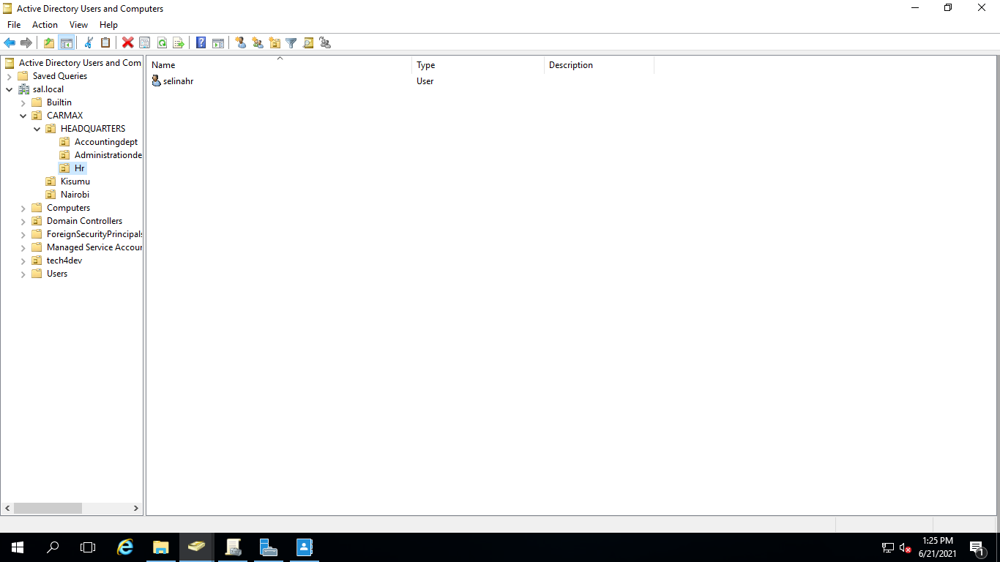 Active Directory Users and Computers
File Action View Help
Active Directory Users and Com
Saved Queries
sal.local
Builtin
CARMAX
HEADQUARTERS
Accountingdept
Administrationde
Hr
Kisumu
Nairobi
Computers
Domain Controllers
ForeignSecurityPrincipals
Managed Service Accour
tech4dev
Users
Name Type Description
selinahr User
1:25 PM
6/21/2021
1